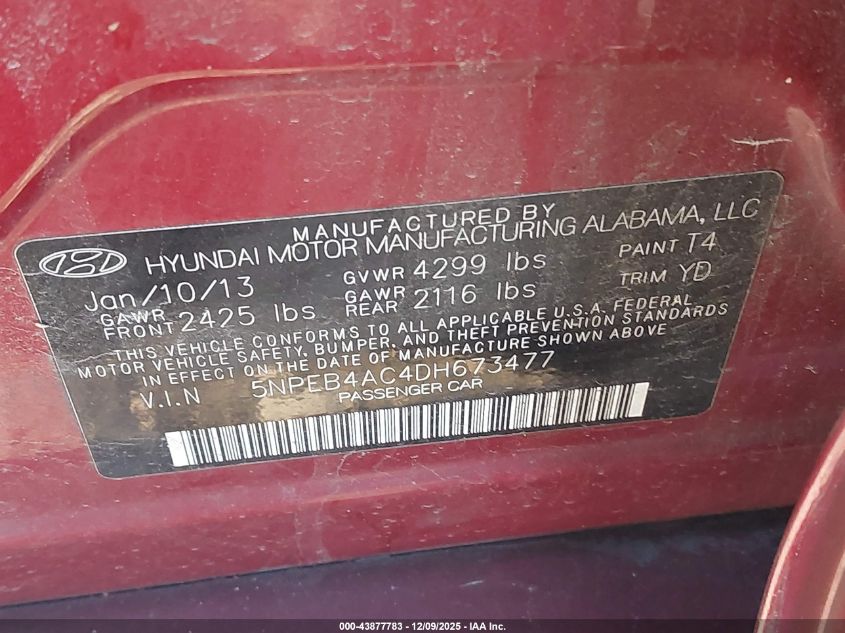 MANUFACTURED BY
HYUNDAI MOTOR MANUFACTURING ALABAMA, LLC
Jan/10/13 GVWR 4299 lbs PAINT T4
GAWR FRONT 2425 lbs GAWR REAR 2116 lbs TRIM YD
THIS VEHICLE CONFORMS TO ALL APPLICABLE U.S.A. FEDERAL
MOTOR VEHICLE SAFETY, BUMPER, AND THEFT PREVENTION STANDARDS
IN EFFECT ON THE DATE OF MANUFACTURE SHOWN ABOVE
V.I.N 5NPEB4AC4DH673477
PASSENGER CAR
000-43877783 - 12/09/2025 - IAA Inc.